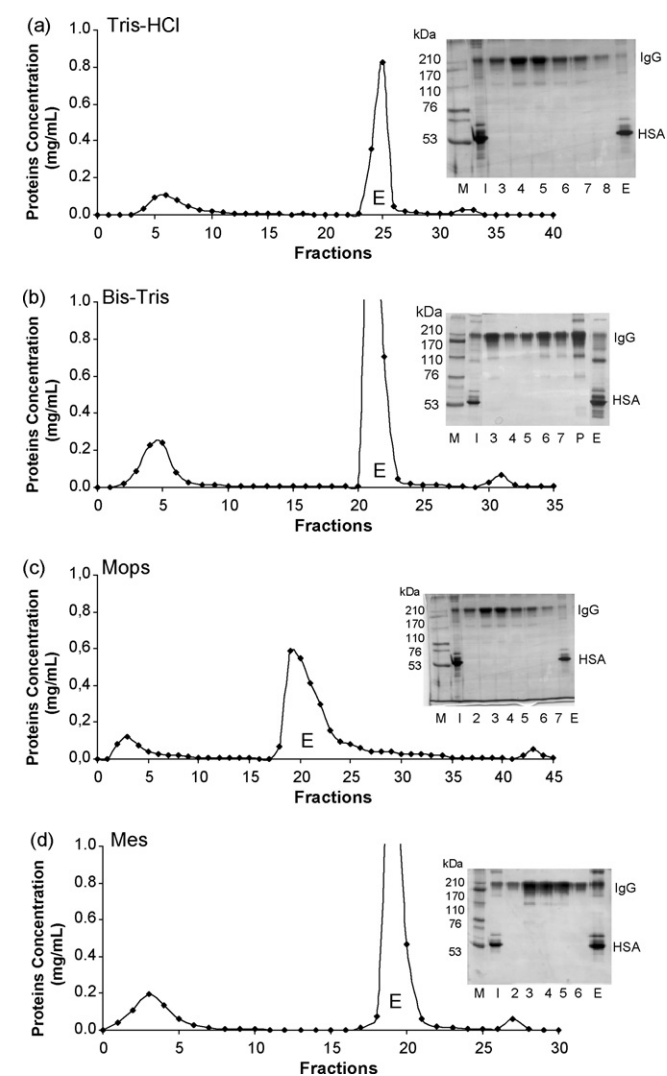 (a)
Tris-HCl
Proteins Concentration
(mg/mL)
1.0
0.8
0.6
0.4
0.2
0.0
0 5 10 15 20 25 30 35 40
Fractions
E
kDa
210
170
110
76
53
IgG
HSA
M I 3 4 5 6 7 8 E
(b)
Bis-Tris
Proteins Concentration
(mg/mL)
1.0
0.8
0.6
0.4
0.2
0.0
0 5 10 15 20 25 30 35
Fractions
E
kDa
210
170
110
76
53
IgG
HSA
M I 3 4 5 6 7 P E
(c)
Mops
Proteins Concentration
(mg/mL)
1.0
0.8
0.6
0.4
0.2
0.0
0 5 10 15 20 25 30 35 40 45
Fractions
E
kDa
210
170
110
76
53
IgG
HSA
M I 2 3 4 5 6 7 E
(d)
Mes
Proteins Concentration
(mg/mL)
1.0
0.8
0.6
0.4
0.2
0.0
0 5 10 15 20 25 30
Fractions
E
kDa
210
170
110
76
53
IgG
HSA
M I 2 3 4 5 6 E